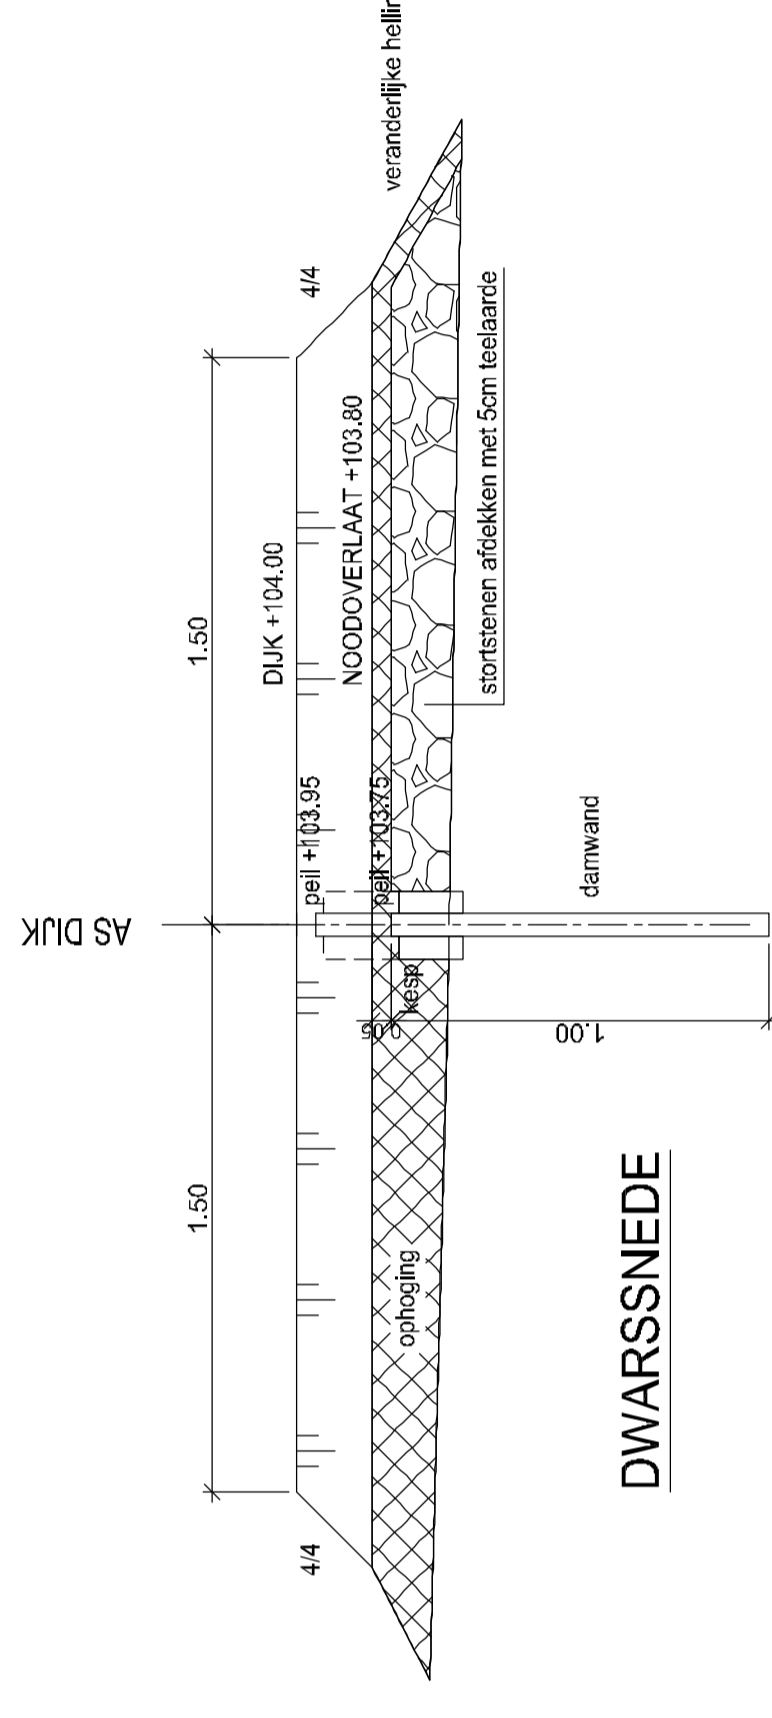 AS DIJK
1.50
1.50
4/4
4/4
DIJK +104.00
NOODOVERLAAT +103.80
peil +103.95
peil +103.75
kesp
0.05
1.00
ophoging
damwand
stortstenen afdekken met 5cm teelaarde
veranderlijke
DWARSSNEDE